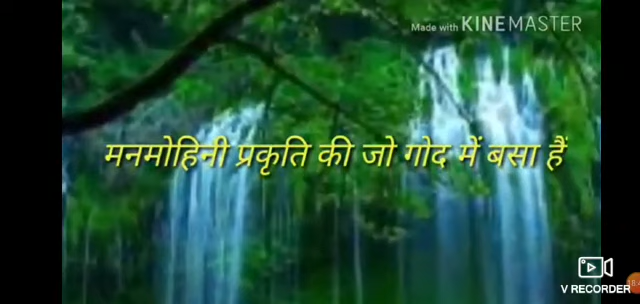 Made with KINEMASTER
मनमोहिनी प्रकृति की जो गोद में बसा हैं
V RECORDER